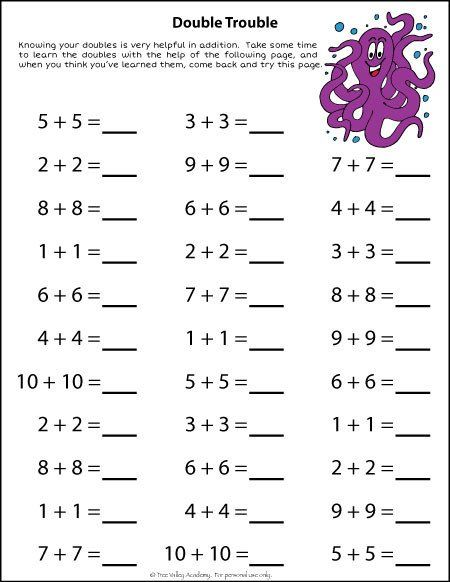 Double Trouble
Knowing your doubles is very helpful in addition. Take some time
to learn the doubles with the help of the following page, and
when you think you've learned them, come back and try this page.
5 + 5 = ___ 3 + 3 = ___
2 + 2 = ___ 9 + 9 = ___ 7 + 7 = ___
8 + 8 = ___ 6 + 6 = ___ 4 + 4 = ___
1 + 1 = ___ 2 + 2 = ___ 3 + 3 = ___
6 + 6 = ___ 7 + 7 = ___ 8 + 8 = ___
4 + 4 = ___ 1 + 1 = ___ 9 + 9 = ___
10 + 10 = ___ 5 + 5 = ___ 6 + 6 = ___
2 + 2 = ___ 3 + 3 = ___ 1 + 1 = ___
8 + 8 = ___ 6 + 6 = ___ 2 + 2 = ___
1 + 1 = ___ 4 + 4 = ___ 9 + 9 = ___
7 + 7 = ___ 10 + 10 = ___ 5 + 5 = ___
© Tree Valley Academy. For personal use only.